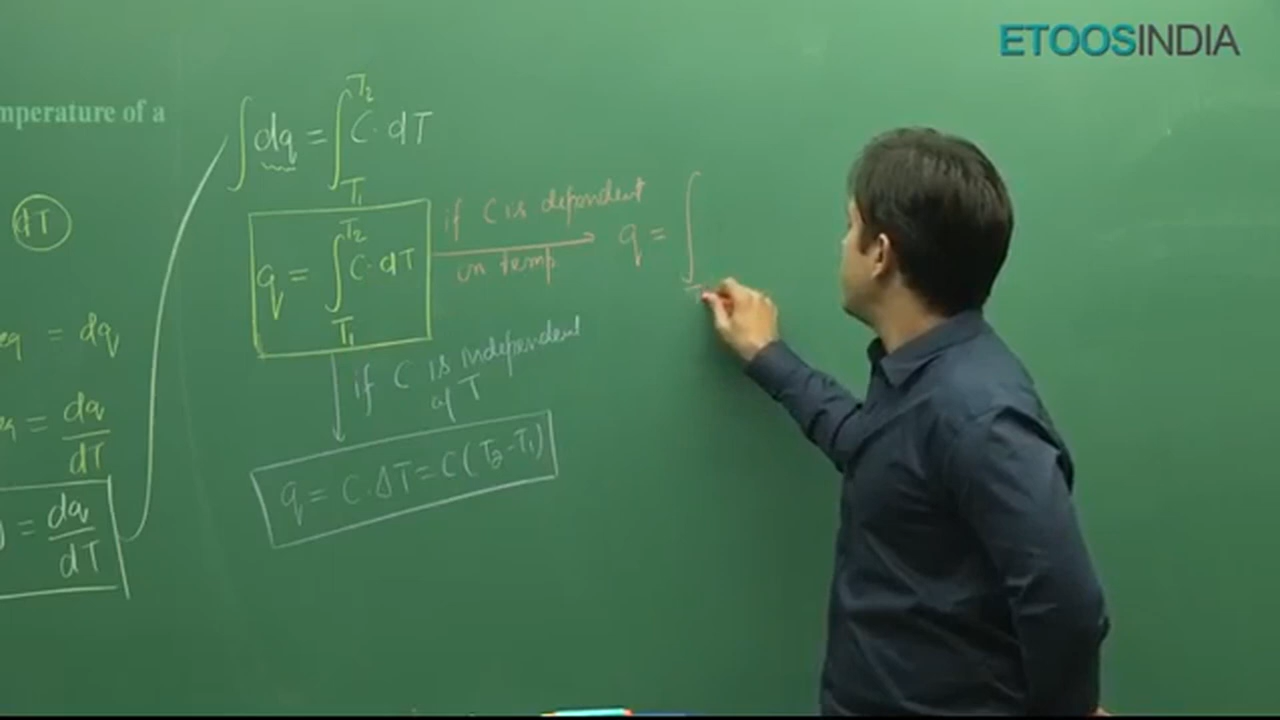 ETOOSINDIA
mperature of a
dT
eq = dq
eq = dq/dT
= dq/dT
∫dq = ∫_{T₁}^{T₂} C·dT
q = ∫_{T₁}^{T₂} C·dT
if C is dependent
on temp.
q = ∫
if C is independent
of T
q = C·ΔT = C(T₂-T₁)